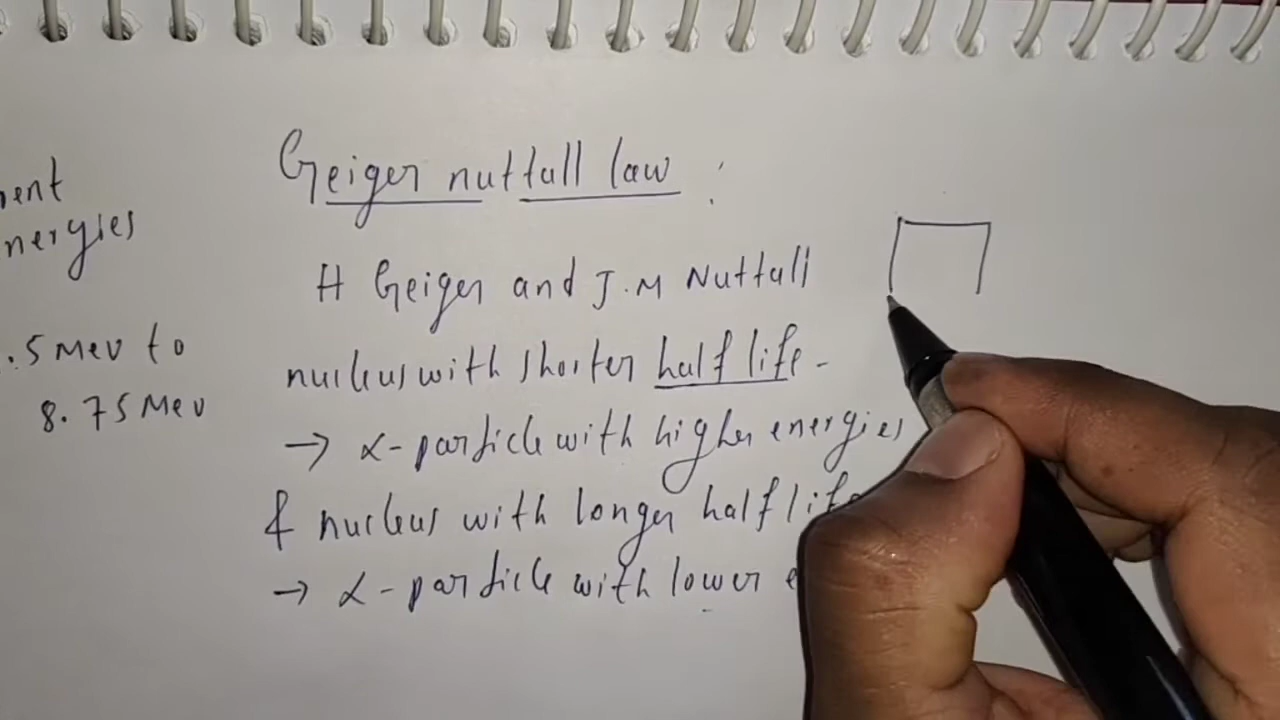 Geiger nuttall law :
H Geiger and J.M Nuttall
nucleus with shorter half life -
→ α-particle with higher energies
& nucleus with longer half life
→ α-particle with lower
nergies
.5 Mev to
8.75 Mev